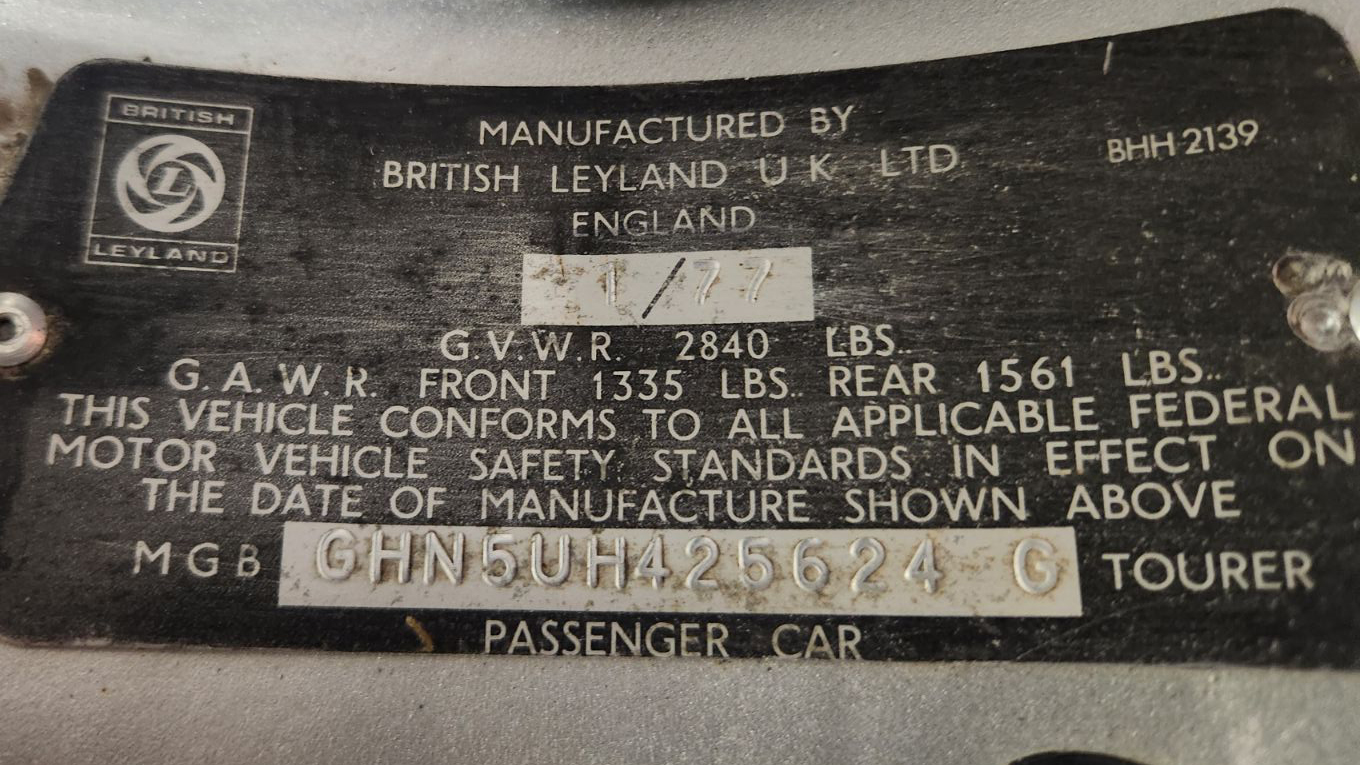 BRITISH
L
LEYLAND
MANUFACTURED BY
BRITISH LEYLAND U K LTD
ENGLAND
BHH 2139
1/77
G.V.W.R. 2840 LBS..
G.A.W.R. FRONT 1335 LBS.. REAR 1561 LBS..
THIS VEHICLE CONFORMS TO ALL APPLICABLE FEDERAL
MOTOR VEHICLE SAFETY STANDARDS IN EFFECT ON
THE DATE OF MANUFACTURE SHOWN ABOVE
MGB GHN5UH425624 G TOURER
PASSENGER CAR